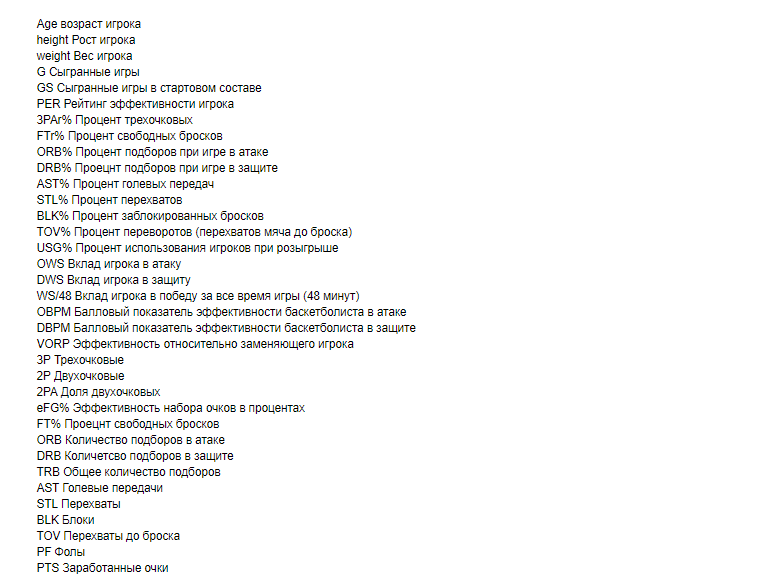 Age возраст игрока
height Рост игрока
weight Вес игрока
G Сыгранные игры
GS Сыгранные игры в стартовом составе
PER Рейтинг эффективности игрока
3PAr% Процент трехочковых
FTr% Процент свободных бросков
ORB% Процент подборов при игре в атаке
DRB% Проецнт подборов при игре в защите
AST% Процент голевых передач
STL% Процент перехватов
BLK% Процент заблокированных бросков
TOV% Процент переворотов (перехватов мяча до броска)
USG% Процент использования игроков при розыгрыше
OWS Вклад игрока в атаку
DWS Вклад игрока в защиту
WS/48 Вклад игрока в победу за все время игры (48 минут)
OBPM Балловый показатель эффективности баскетболиста в атаке
DBPM Балловый показатель эффективности баскетболиста в защите
VORP Эффективность относительно заменяющего игрока
3P Трехочковые
2P Двухочковые
2PA Доля двухочковых
eFG% Эффективность набора очков в процентах
FT% Проецнт свободных бросков
ORB Количество подборов в атаке
DRB Количетсво подборов в защите
TRB Общее количество подборов
AST Голевые передачи
STL Перехваты
BLK Блоки
TOV Перехваты до броска
PF Фолы
PTS Заработанные очки